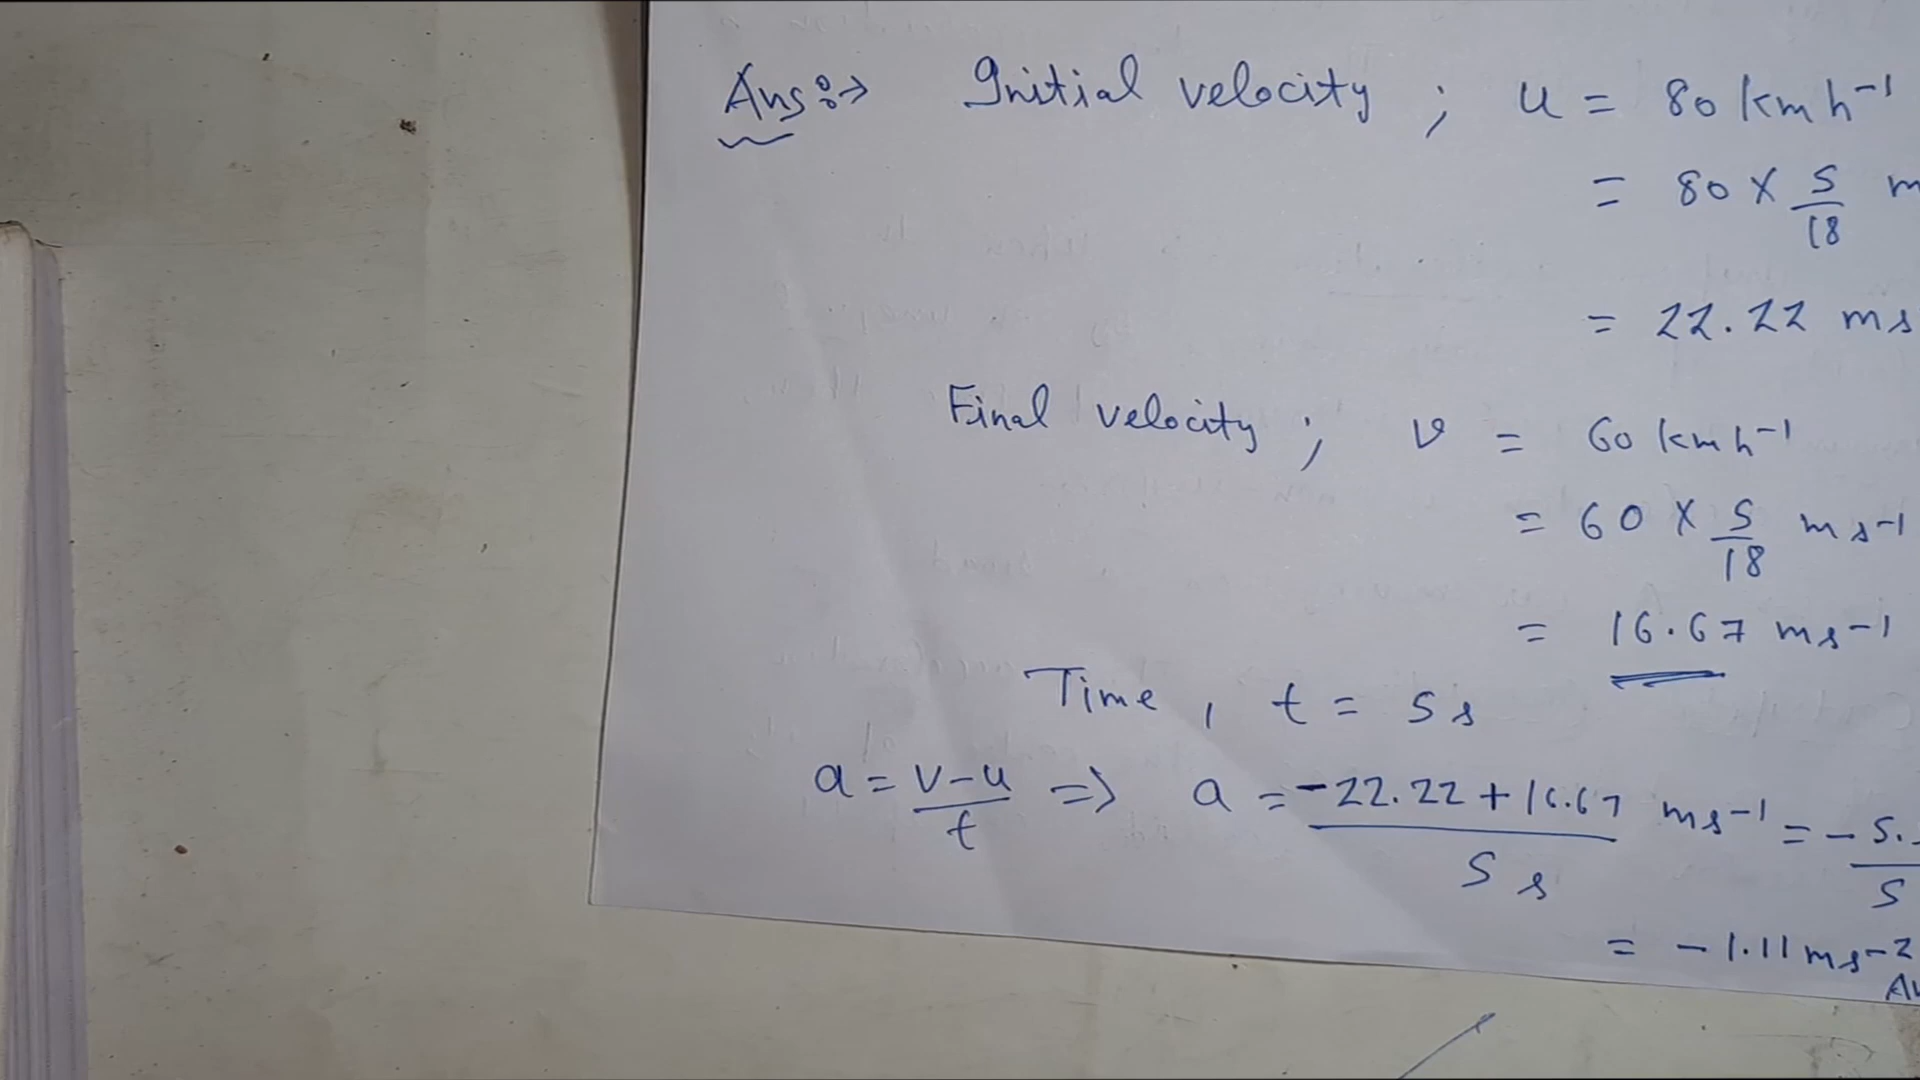 Ans:→ Initial velocity ; u = 80 km h⁻¹
= 80 × 5/18 m
= 22.22 ms
Final velocity ; v = 60 km h⁻¹
= 60 × 5/18 ms⁻¹
= 16.67 ms⁻¹
Time , t = 5 s
a = v-u/t => a = -22.22 + 16.67/5 s ms⁻¹ = - 5./5
= - 1.11 ms⁻²